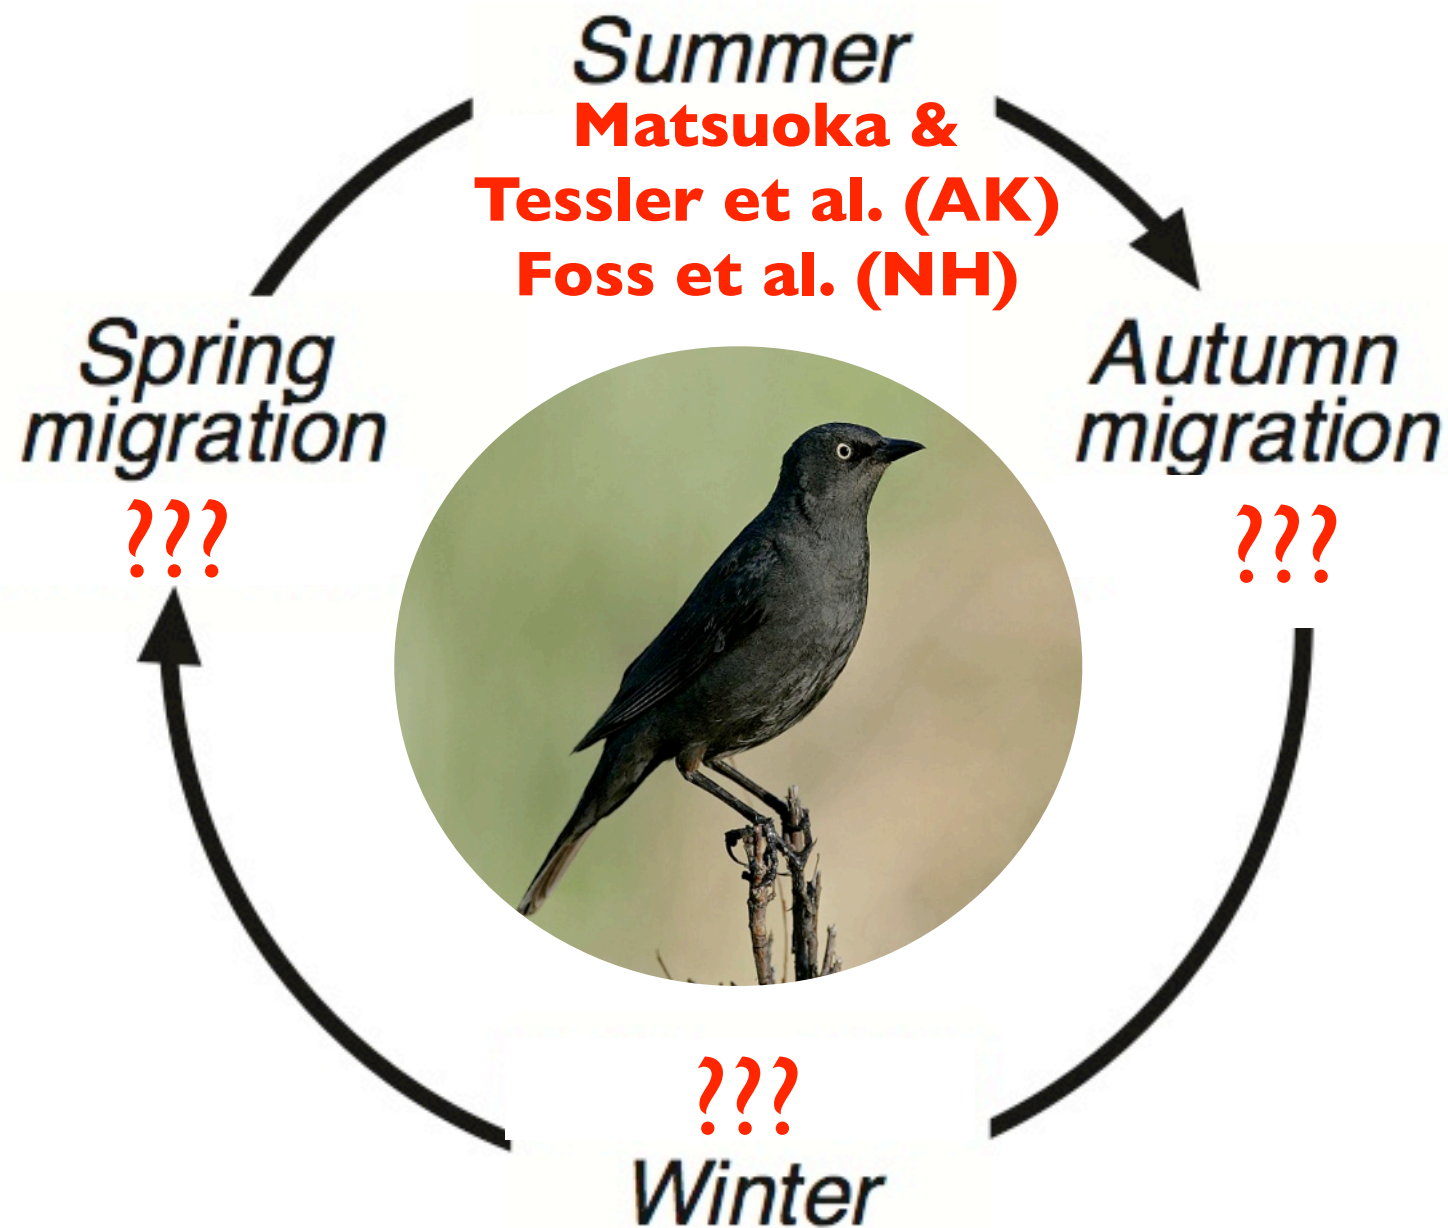 Summer
Matsuoka &
Tessler et al. (AK)
Foss et al. (NH)
Spring
migration
???
Autumn
migration
???
???
Winter